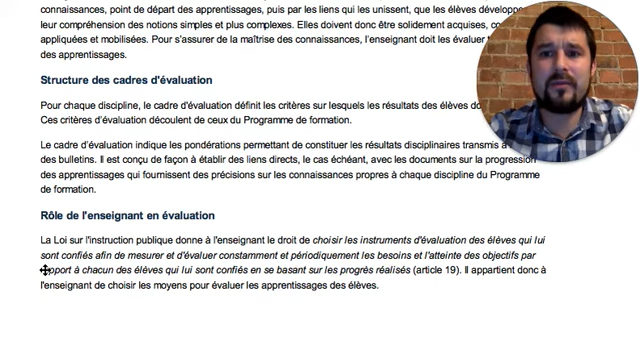 connaissance, point de départ des apprentissages, puis par les liens qui les unissent, que les élèves
leur compréhension des notions simples et plus complexes. Elles doivent donc être solidement acquises,
appliquées et mobilisées. Pour s'assurer de la maîtrise des connaissances, l'enseignant doit les évaluer
des apprentissages.
Structure des cadres d'évaluation
Pour chaque discipline, le cadre d'évaluation définit les critères sur lesquels les résultats des élèves
Ces critères d'évaluation découlent de ceux du Programme de formation.
Le cadre d'évaluation indique les pondérations permettant de constituer les résultats disciplinaires transmis
des bulletins. Il est conçu de façon à établir des liens directs, le cas échéant, avec les documents sur la progression
des apprentissages qui fournissent des précisions sur les connaissances propres à chaque discipline du Programme
de formation.
Rôle de l'enseignant en évaluation
La Loi sur l'instruction publique donne à l'enseignant le droit de choisir les instruments d'évaluation des élèves qui lui
sont confiés afin de mesurer et d'évaluer constamment et périodiquement les besoins et l'atteinte des objectifs par
rapport à chacun des élèves qui lui sont confiés en se basant sur les progrès réalisés (article 19). Il appartient donc à
l'enseignant de choisir les moyens pour évaluer les apprentissages des élèves.